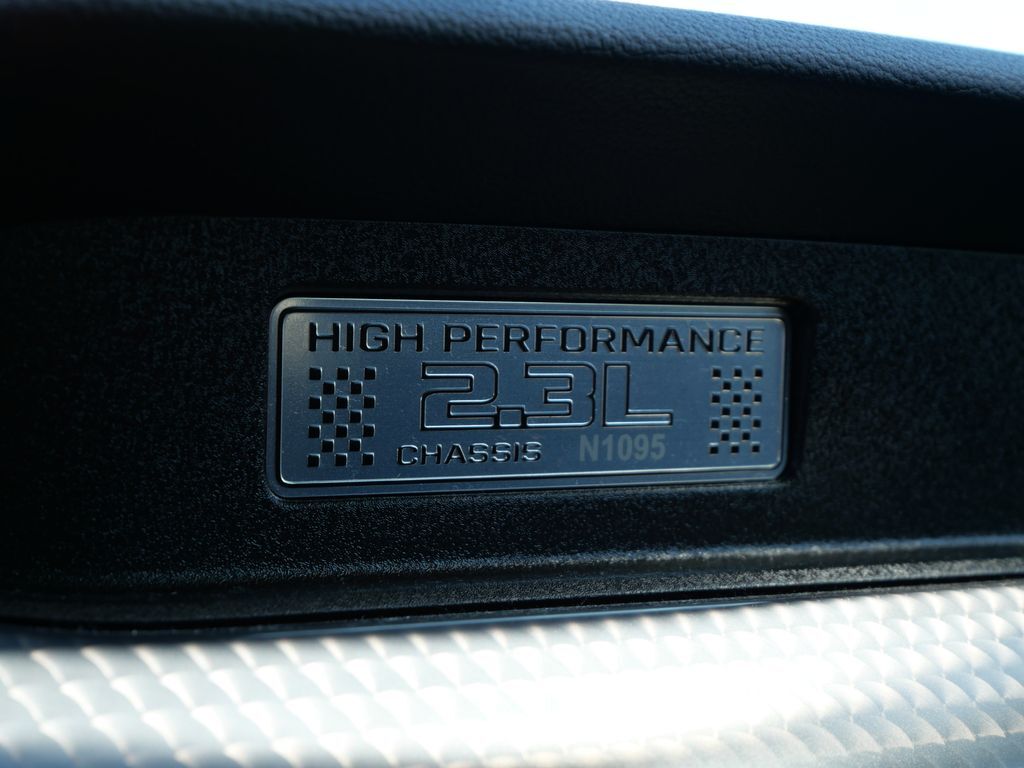 HIGH PERFORMANCE
2.3L
CHASSIS N1095